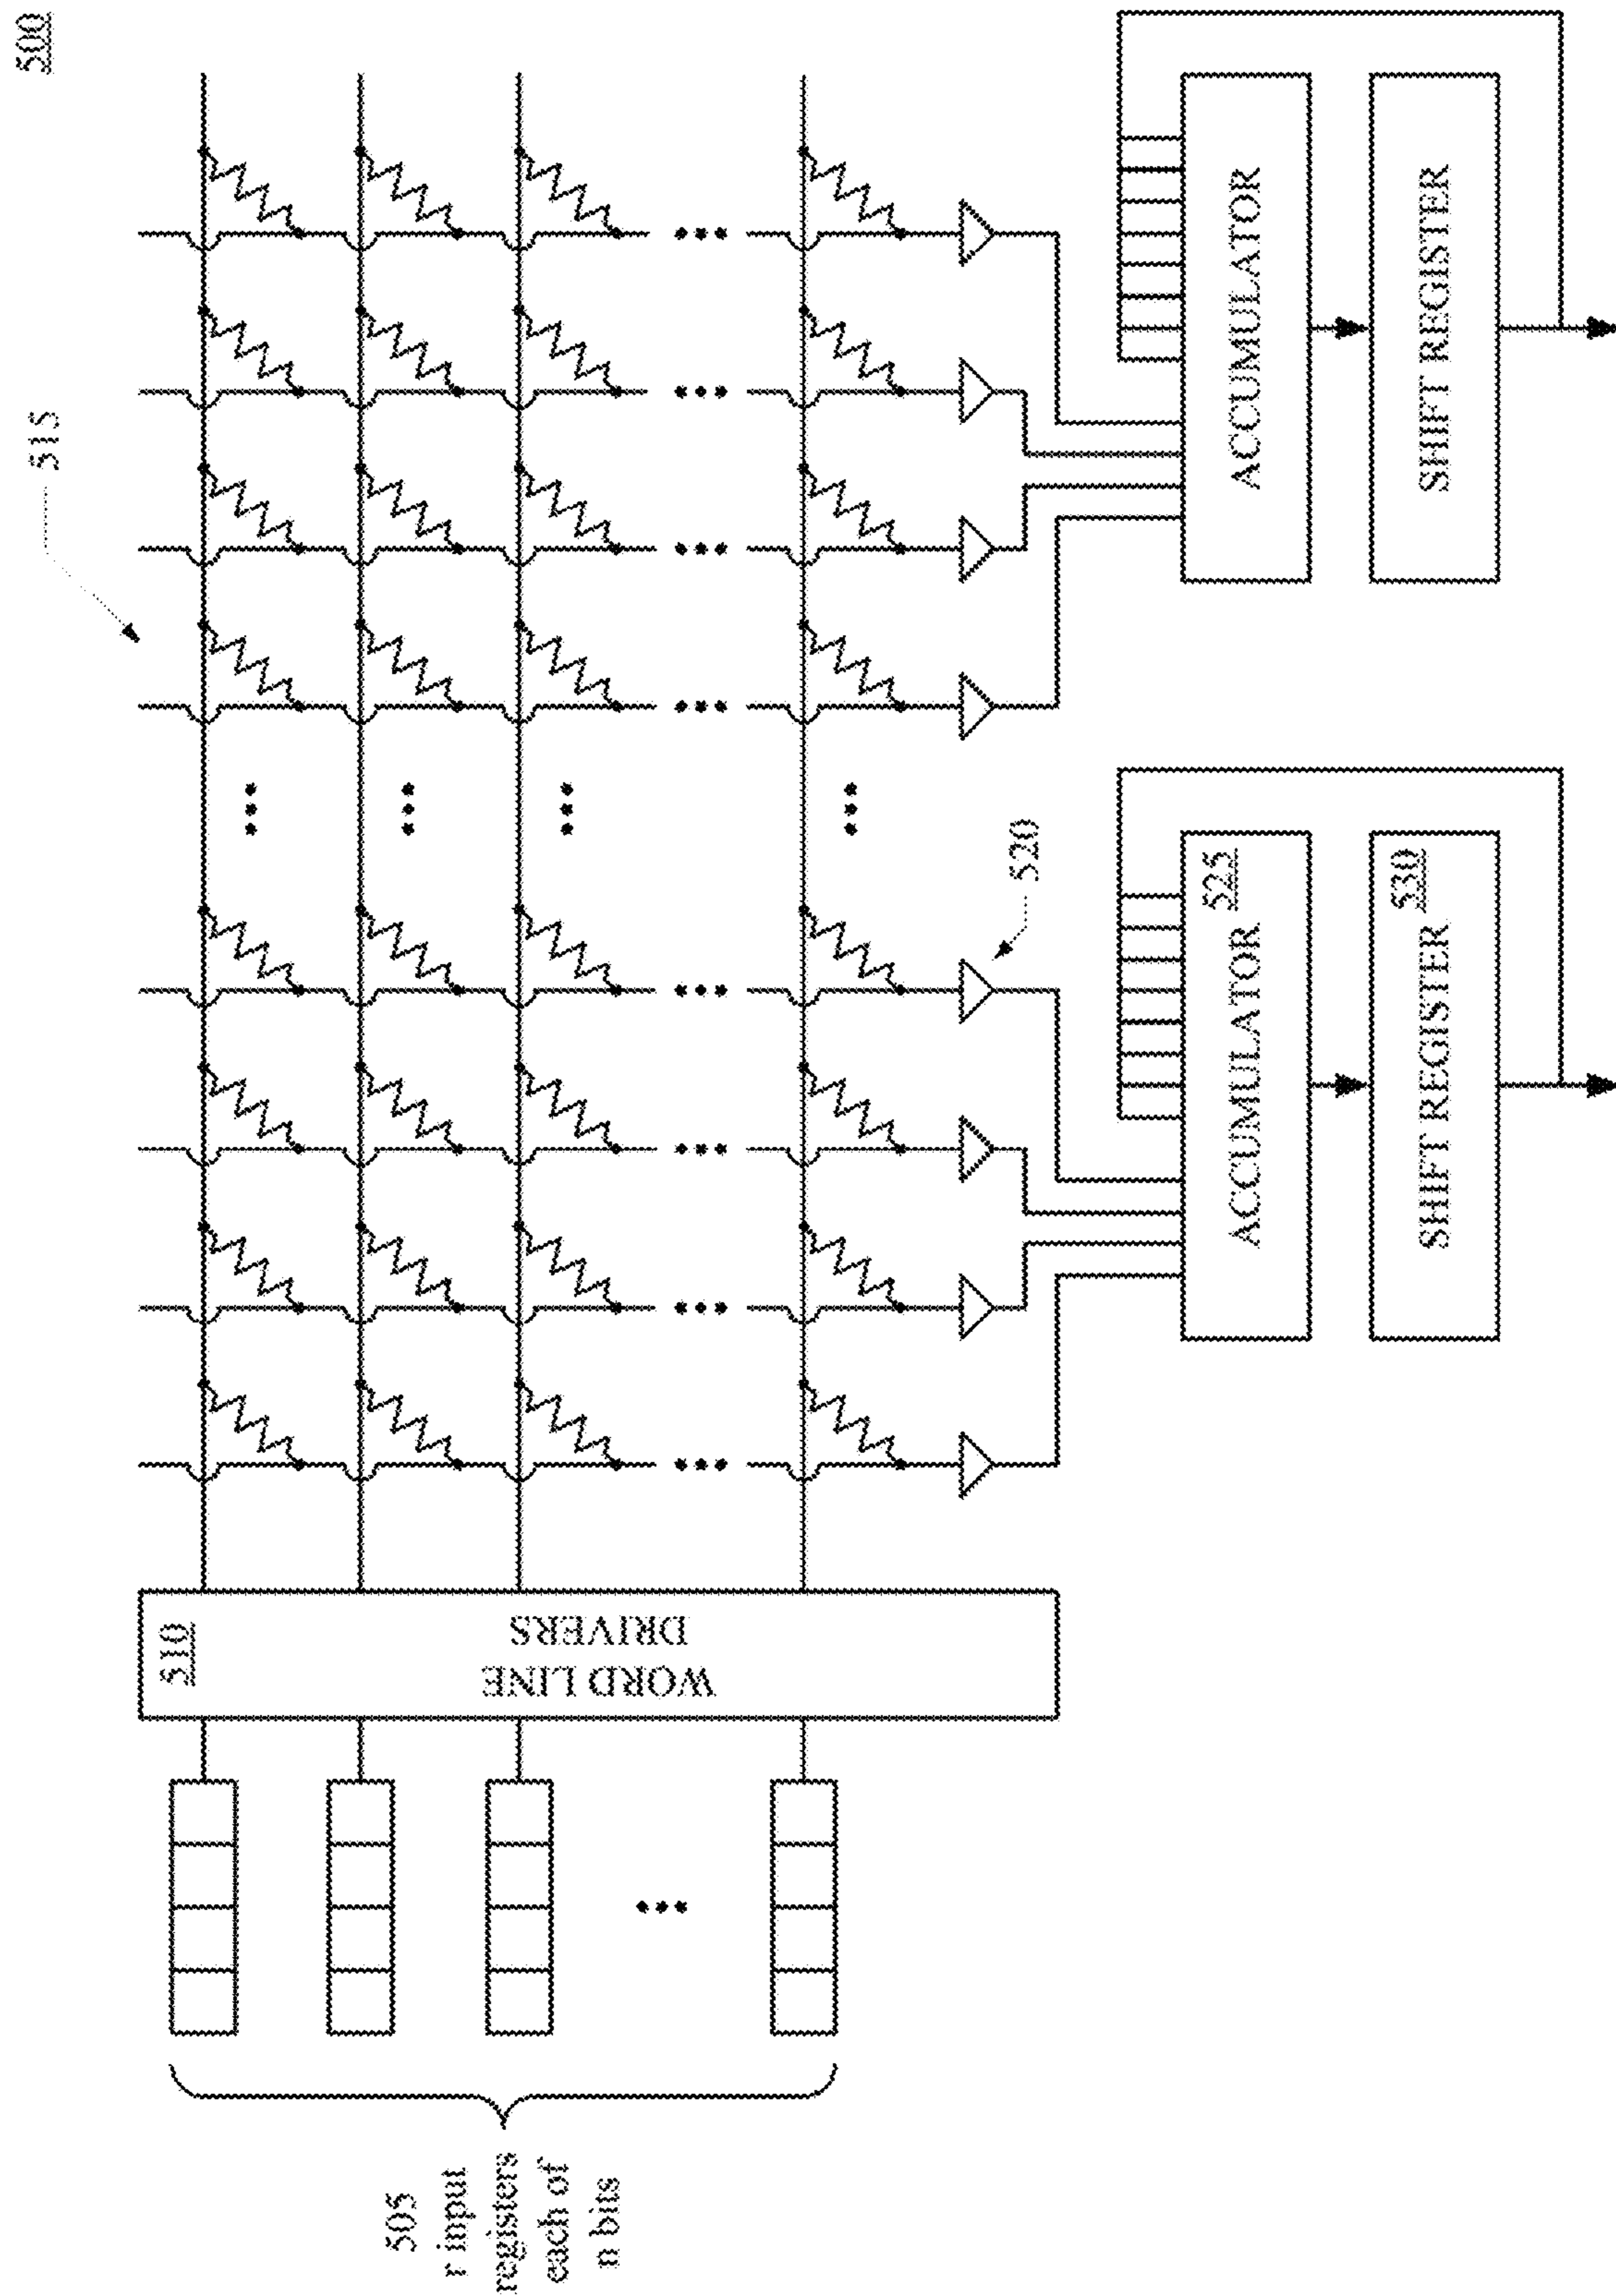 500
515
505
r input
registers
each of
n bits
510
WORD LINE
DRIVERS
520
ACCUMULATOR
525
SHIFT REGISTER
530
ACCUMULATOR
SHIFT REGISTER